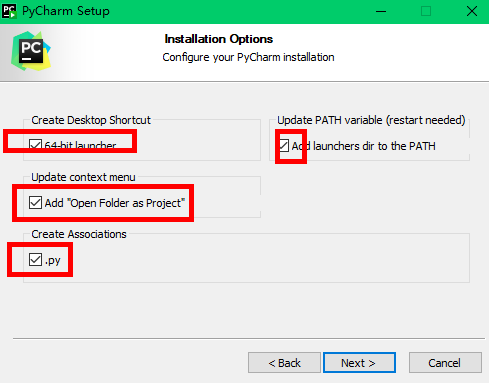 PC
PyCharm Setup
PC
Installation Options
Configure your PyCharm installation
Create Desktop Shortcut
64-bit launcher
Update PATH variable (restart needed)
Add launchers dir to the PATH
Update context menu
Add "Open Folder as Project"
Create Associations
.py
< Back
Next >
Cancel